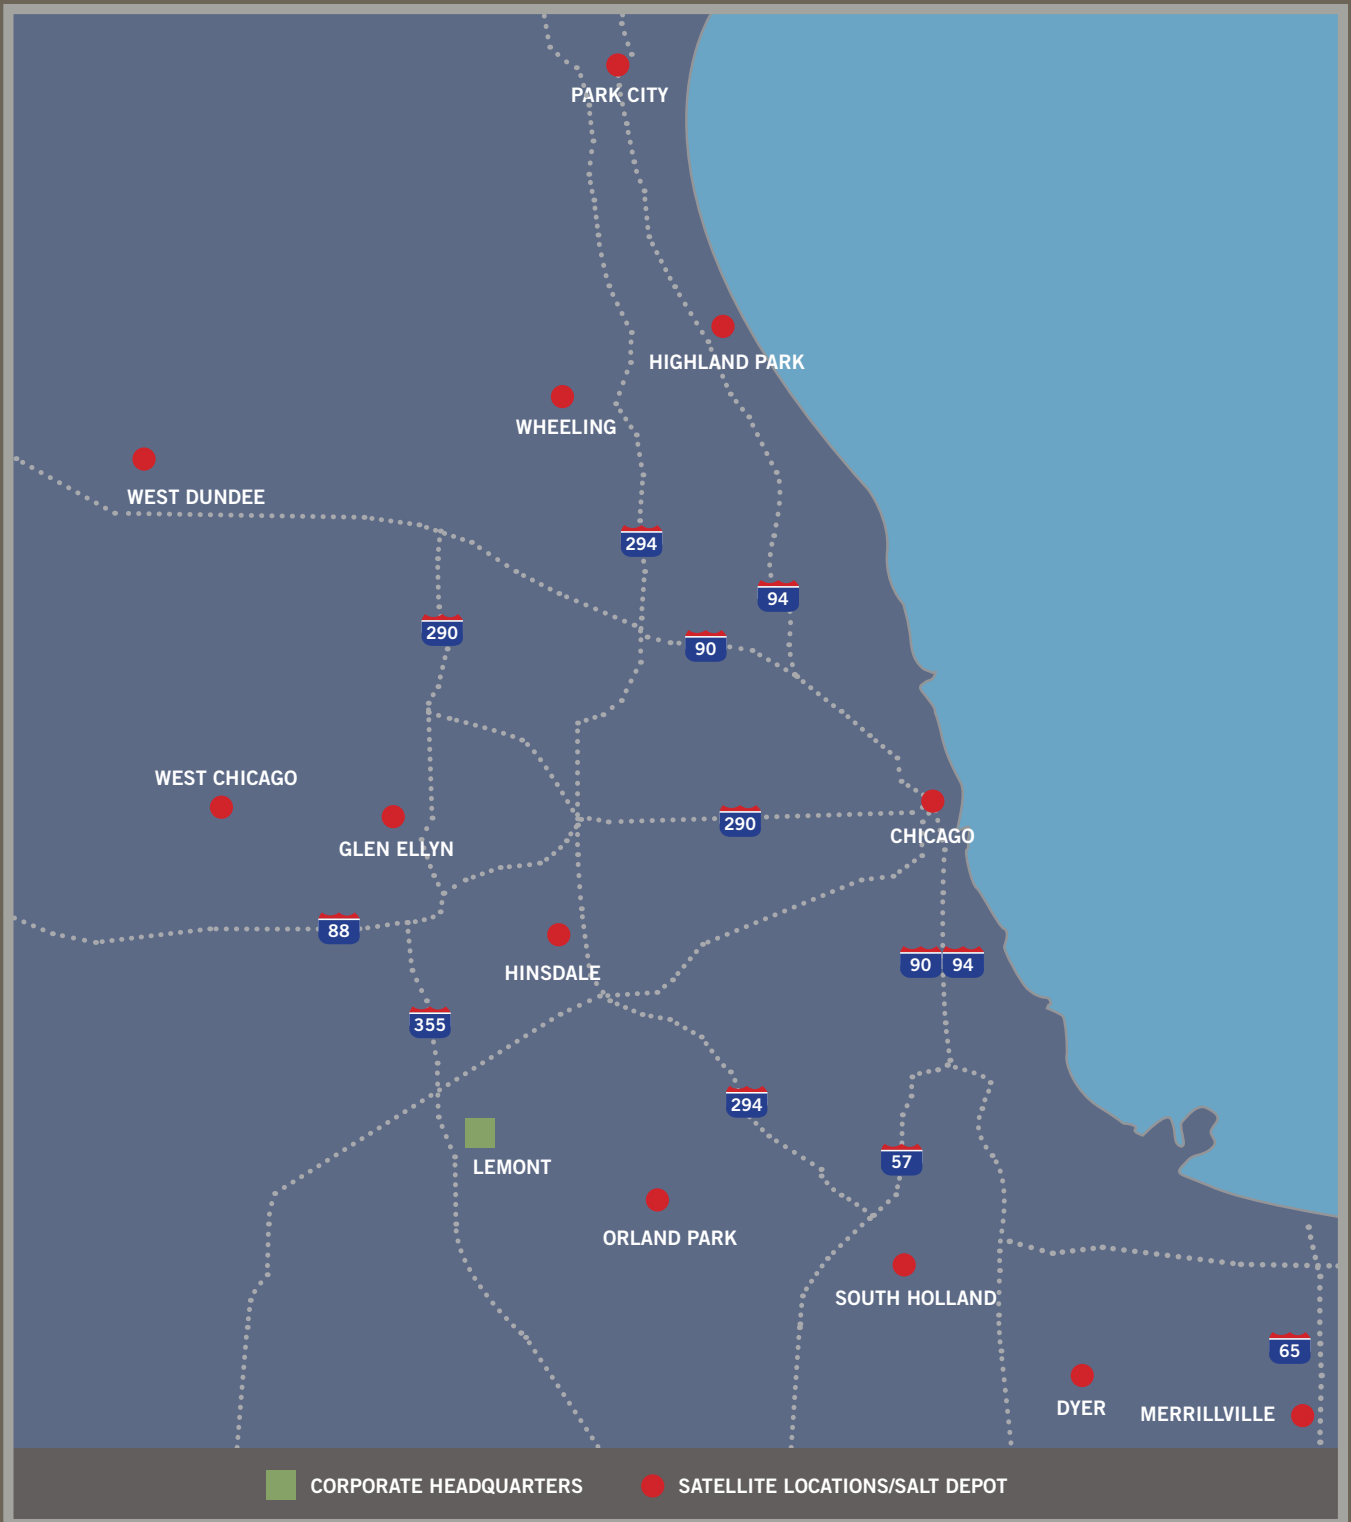 PARK CITY
HIGHLAND PARK
WHEELING
WEST DUNDEE
294
94
290
90
WEST CHICAGO
GLEN ELLYN
290
CHICAGO
88
HINSDALE
90 94
355
294
LEMONT
57
ORLAND PARK
SOUTH HOLLAND
65
DYER
MERRILLVILLE
CORPORATE HEADQUARTERS
SATELLITE LOCATIONS/SALT DEPOT